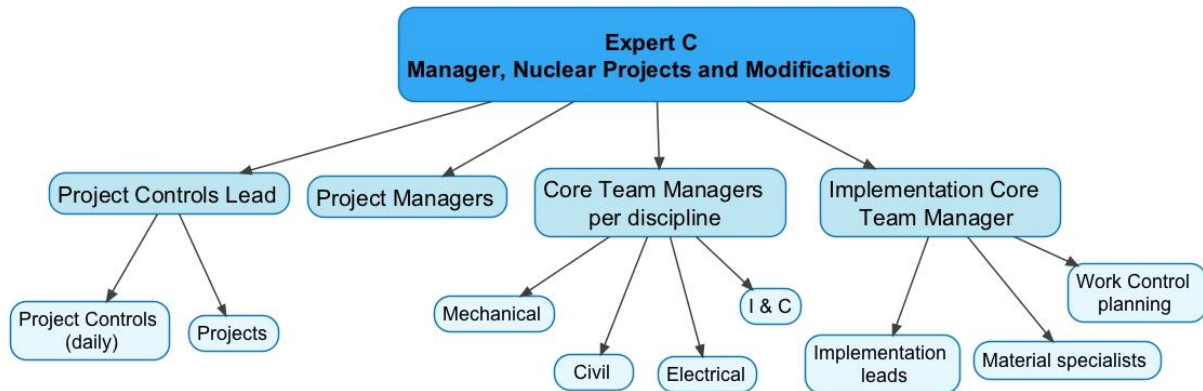 Expert C
Manager, Nuclear Projects and Modifications
Project Controls Lead
Project Managers
Core Team Managers
per discipline
Implementation Core
Team Manager
Project Controls
(daily)
Projects
Mechanical
Civil
Electrical
I & C
Implementation
leads
Material specialists
Work Control
planning